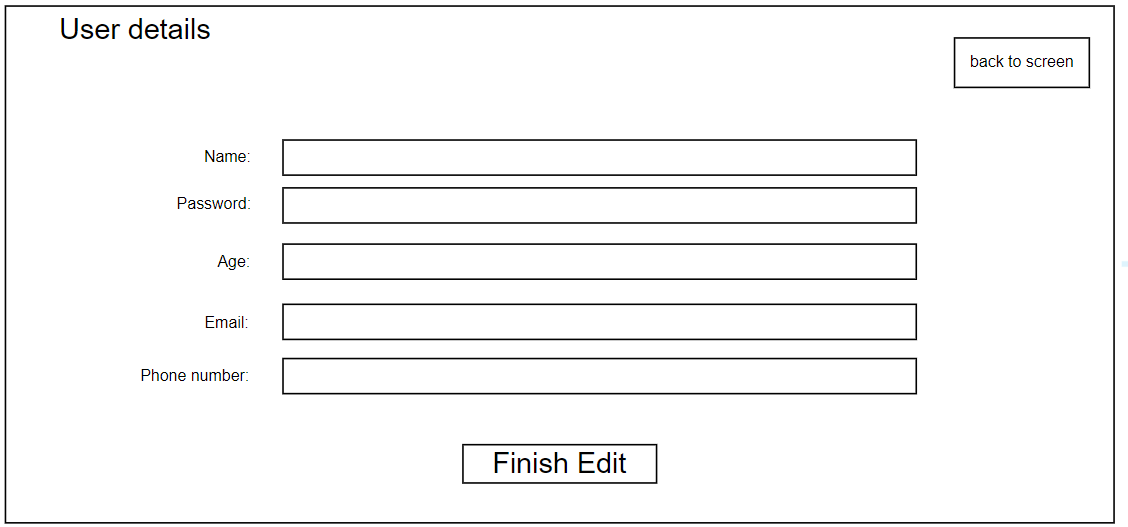 User details
back to screen
Name:
Password:
Age:
Email:
Phone number:
Finish Edit